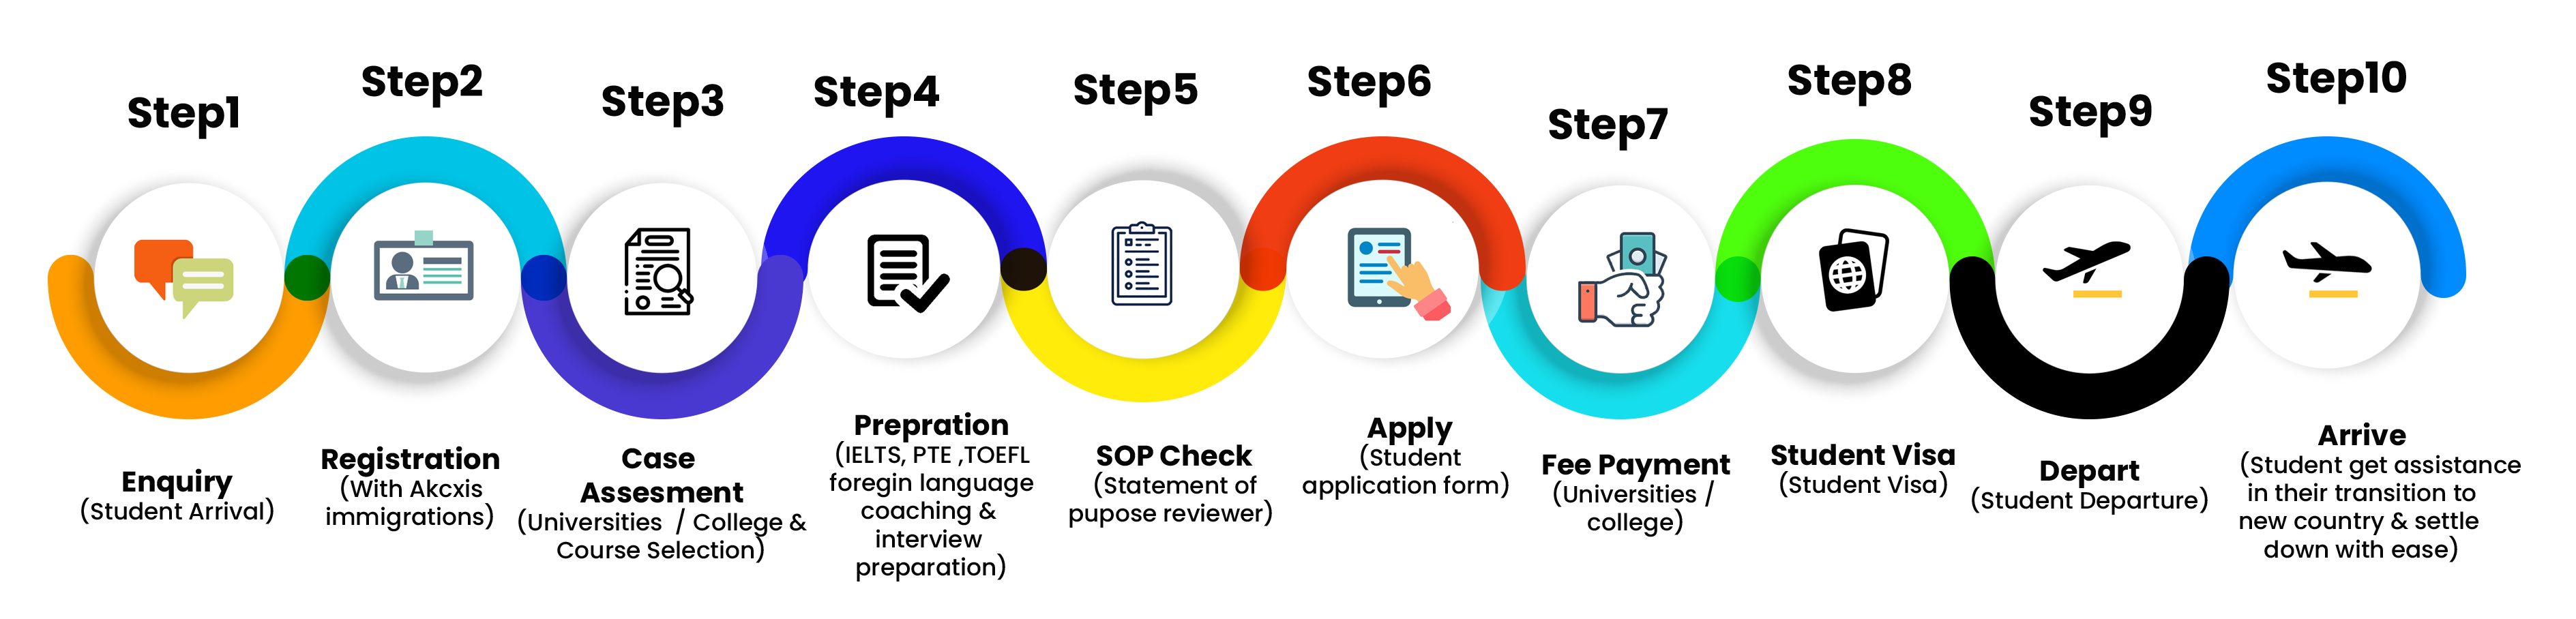 Step1
Enquiry
(Student Arrival)
Step2
Registration
(With Akcxis
immigrations)
Step3
Case
Assesment
(Universities / College &
Course Selection)
Step4
Prepration
(IELTS, PTE ,TOEFL
foregin language
coaching &
interview
preparation)
Step5
SOP Check
(Statement of
pupose reviewer)
Step6
Apply
(Student
application form)
Step7
Fee Payment
(Universities /
college)
Step8
Student Visa
(Student Visa)
Step9
Depart
(Student Departure)
Step10
Arrive
(Student get assistance
in their transition to
new country & settle
down with ease)